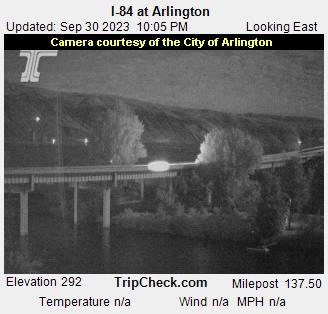 I-84 at Arlington
Updated: Sep 30 2023 10:05 PM Looking East
Camera courtesy of the City of Arlington
Elevation 292 TripCheck.com Milepost 137.50
Temperature n/a Wind n/a MPH n/a